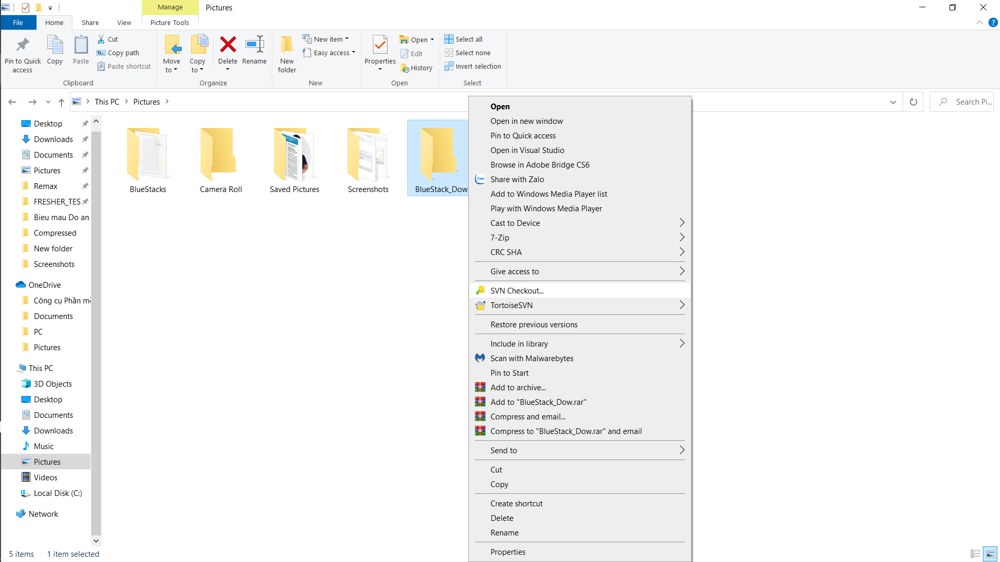 Manage
Pictures
File
Home
Share
View
Picture Tools
Pin to Quick access
Copy
Paste
Cut
Copy path
Paste shortcut
Clipboard
Move to
Copy to
Delete
Rename
Organize
New folder
New item
Easy access
New
Properties
Open
Edit
History
Open
Select all
Select none
Invert selection
Select
This PC
Pictures
Search Pi...
Desktop
Downloads
Documents
Pictures
Remax
FRESHER_TES
Bieu mau Do an
Compressed
New folder
Screenshots
OneDrive
Công cụ Phần mề
Documents
PC
Pictures
This PC
3D Objects
Desktop
Documents
Downloads
Music
Pictures
Videos
Local Disk (C:)
Network
BlueStacks
Camera Roll
Saved Pictures
Screenshots
BlueStack_Dow
Open
Open in new window
Pin to Quick access
Open in Visual Studio
Browse in Adobe Bridge CS6
Zalo
Share with Zalo
Add to Windows Media Player list
Play with Windows Media Player
Cast to Device
7-Zip
CRC SHA
Give access to
SVN Checkout...
TortoiseSVN
Restore previous versions
Include in library
Scan with Malwarebytes
Pin to Start
Add to archive...
Add to "BlueStack_Dow.rar"
Compress and email...
Compress to "BlueStack_Dow.rar" and email
Send to
Cut
Copy
Create shortcut
Delete
Rename
Properties
5 items
1 item selected